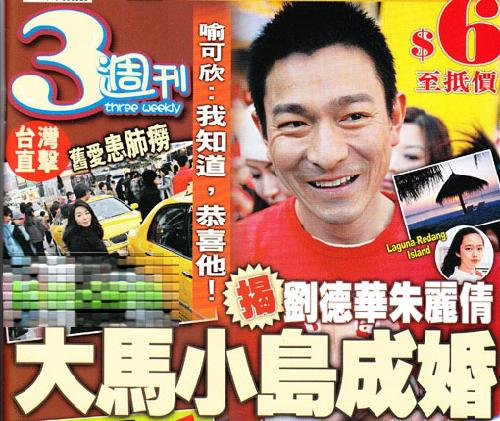 3週刊
three weekly
$6
至抵價
喻可欣：我知道，恭喜他！
台灣
直擊
舊愛患肺癆
Laguna Redang
Island
揭
劉德華朱麗倩
大馬小島成婚